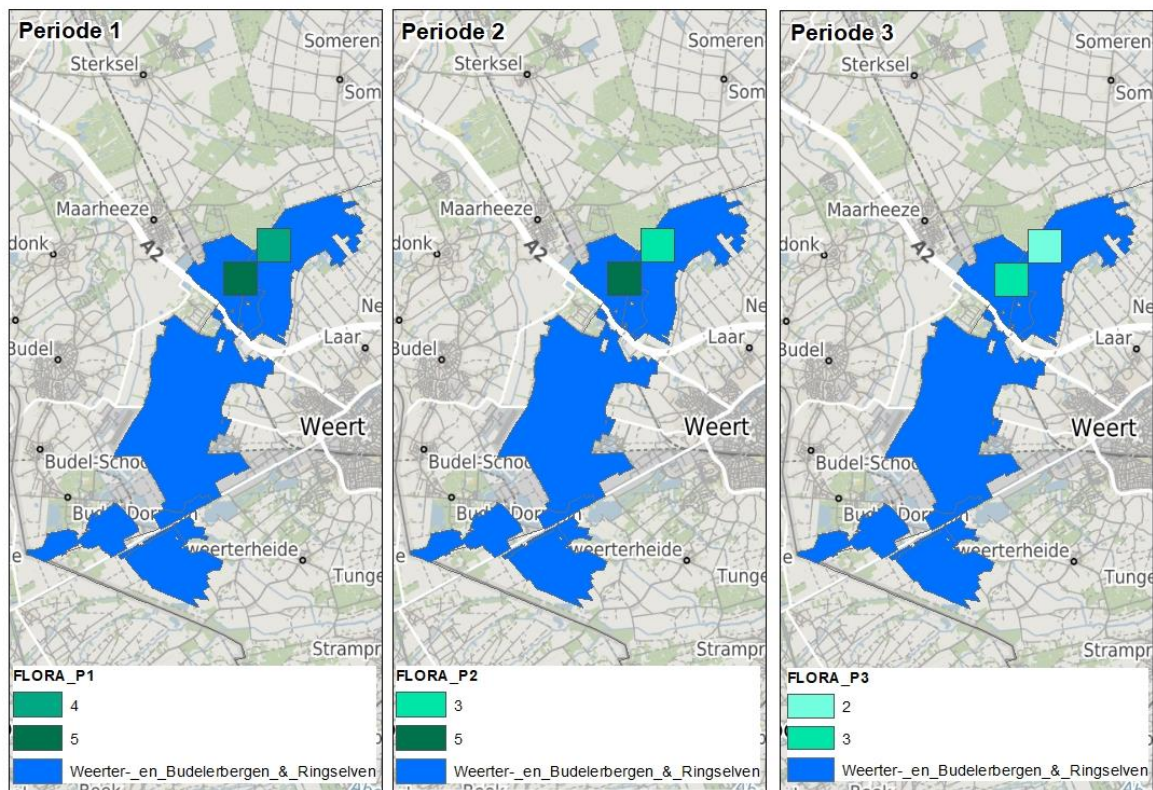 Periode 1
Someren-
Sterksel
Som
Maarheeze
donk
A2
Ne
Laar
Budel
Weert
Budel-Schoo
Bud
Dor
weerterheide
e
Tunge
Strampr
FLORA_P1
4
5
Weerter-_en_Budelerbergen_&_Ringselven
Periode 2
Someren-
Sterksel
Som
Maarheeze
donk
A2
Ne
Laar
Budel
Weert
Budel-Schoo
Bud
Dor
weerterheide
e
Tunge
Strampr
FLORA_P2
3
5
Weerter-_en_Budelerbergen_&_Ringselven
Periode 3
Someren-
Sterksel
Som
Maarheeze
donk
A2
Ne
Laar
Budel
Weert
Budel-Schoo
Bud
Dor
weerterheide
e
Tunge
Strampr
FLORA_P3
2
3
Weerter-_en_Budelerbergen_&_Ringselven